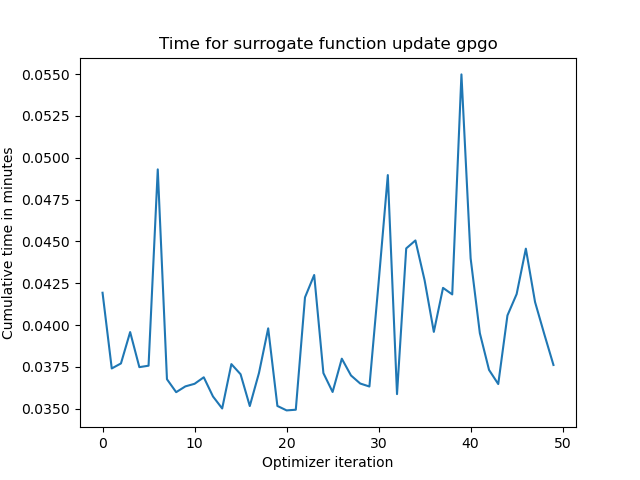 Time for surrogate function update gpgo
Cumulative time in minutes
0.0550
0.0525
0.0500
0.0475
0.0450
0.0425
0.0400
0.0375
0.0350
0 10 20 30 40 50
Optimizer iteration